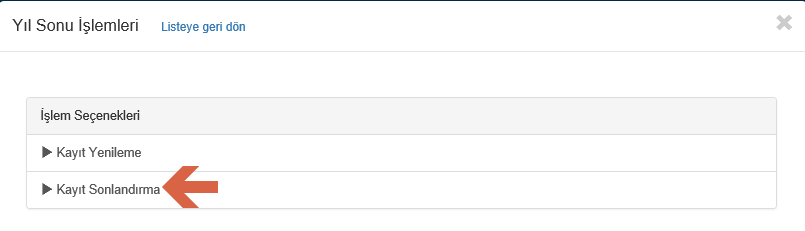 Yıl Sonu İşlemleri Listeye geri dön
İşlem Seçenekleri
Kayıt Yenileme
Kayıt Sonlandırma